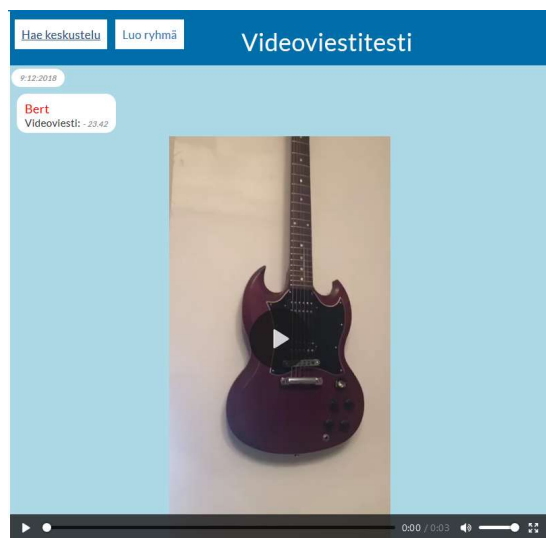 Hae keskustelu
Luo ryhmä
Videoviestitesti
9:12:2018
Bert
Videoviesti: - 23.42
0:00 / 0:03